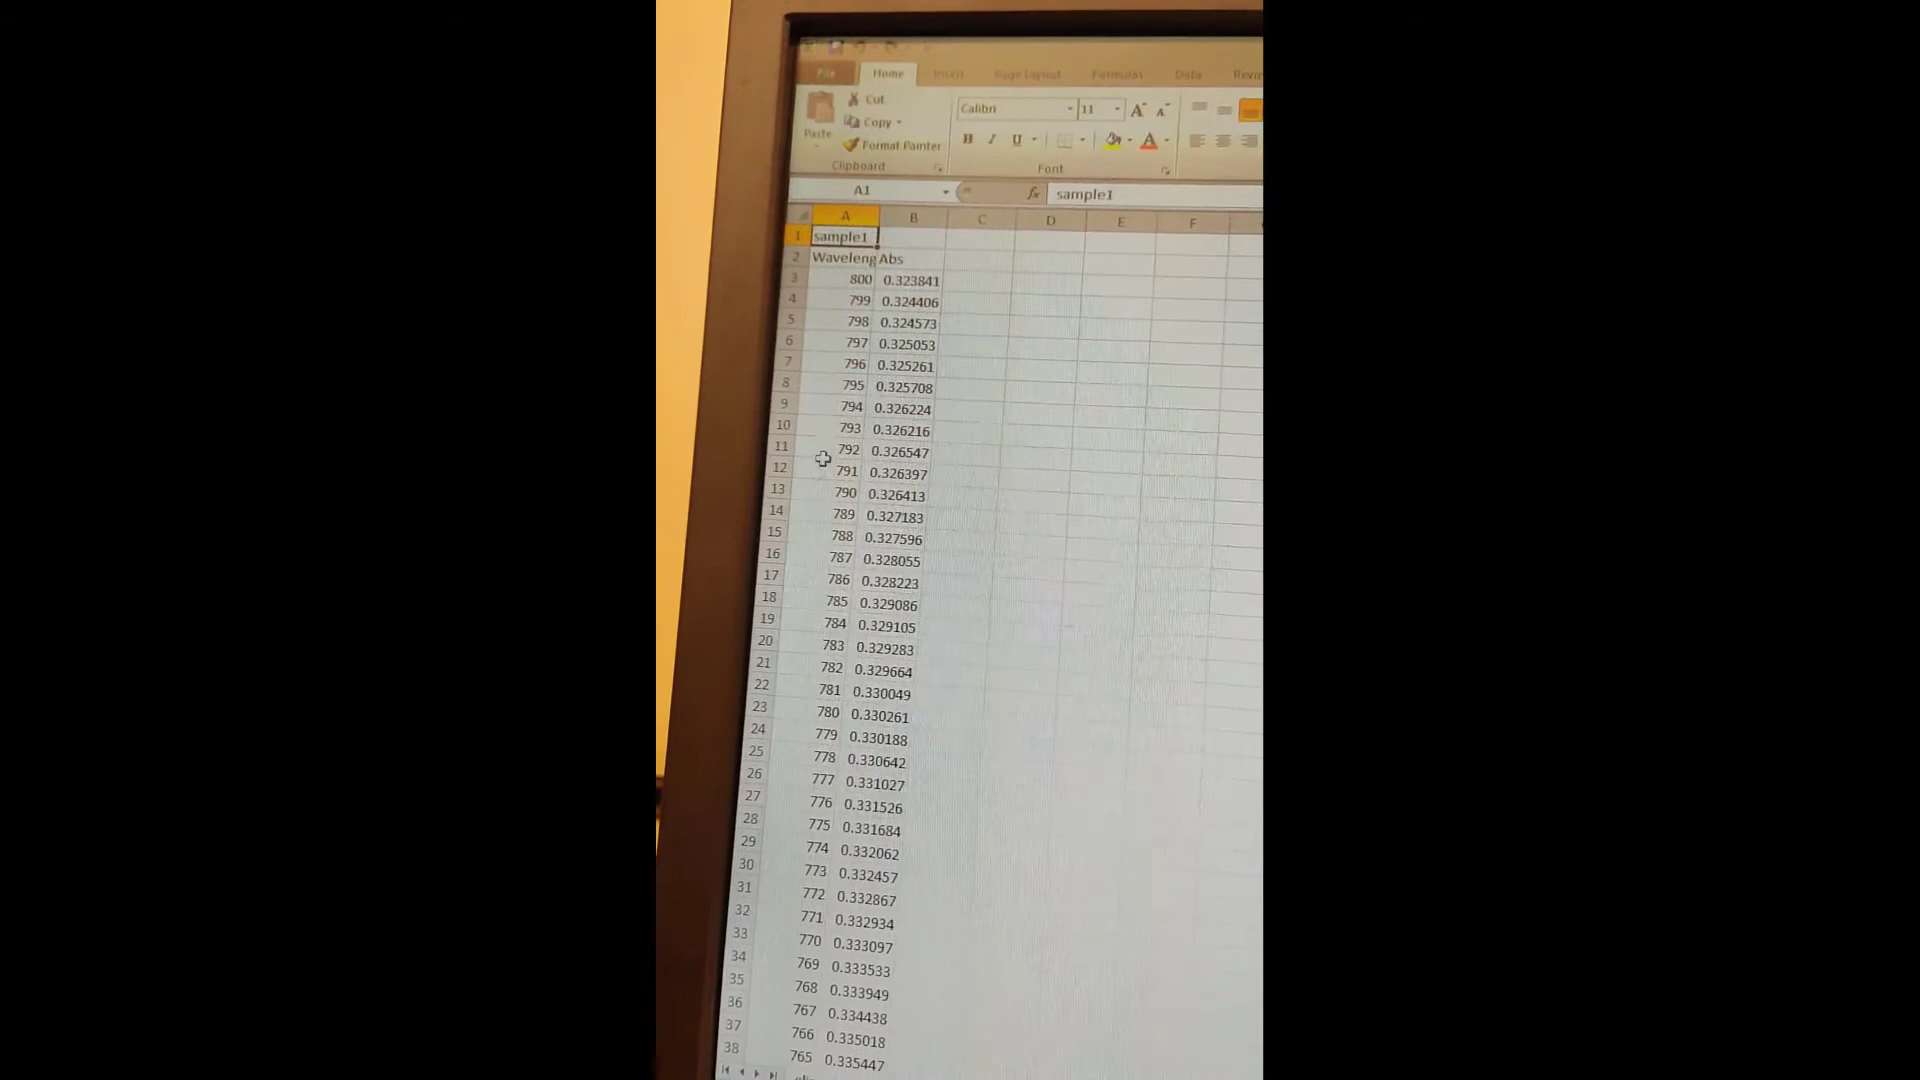 File Home Insert Page Layout Formulas Data Revie
Cut
Copy
Format Painter
Paste
Clipboard
Calibri 11
B I U
Font
A1 fx sample1
A B C D E F
1 sample1
2 Waveleng Abs
3 800 0.323841
4 799 0.324406
5 798 0.324573
6 797 0.325053
7 796 0.325261
8 795 0.325708
9 794 0.326224
10 793 0.326216
11 792 0.326547
12 791 0.326397
13 790 0.326413
14 789 0.327183
15 788 0.327596
16 787 0.328055
17 786 0.328223
18 785 0.329086
19 784 0.329105
20 783 0.329283
21 782 0.329664
22 781 0.330049
23 780 0.330261
24 779 0.330188
25 778 0.330642
26 777 0.331027
27 776 0.331526
28 775 0.331684
29 774 0.332062
30 773 0.332457
31 772 0.332867
32 771 0.332934
33 770 0.333097
34 769 0.333533
35 768 0.333949
36 767 0.334438
37 766 0.335018
38 765 0.335447